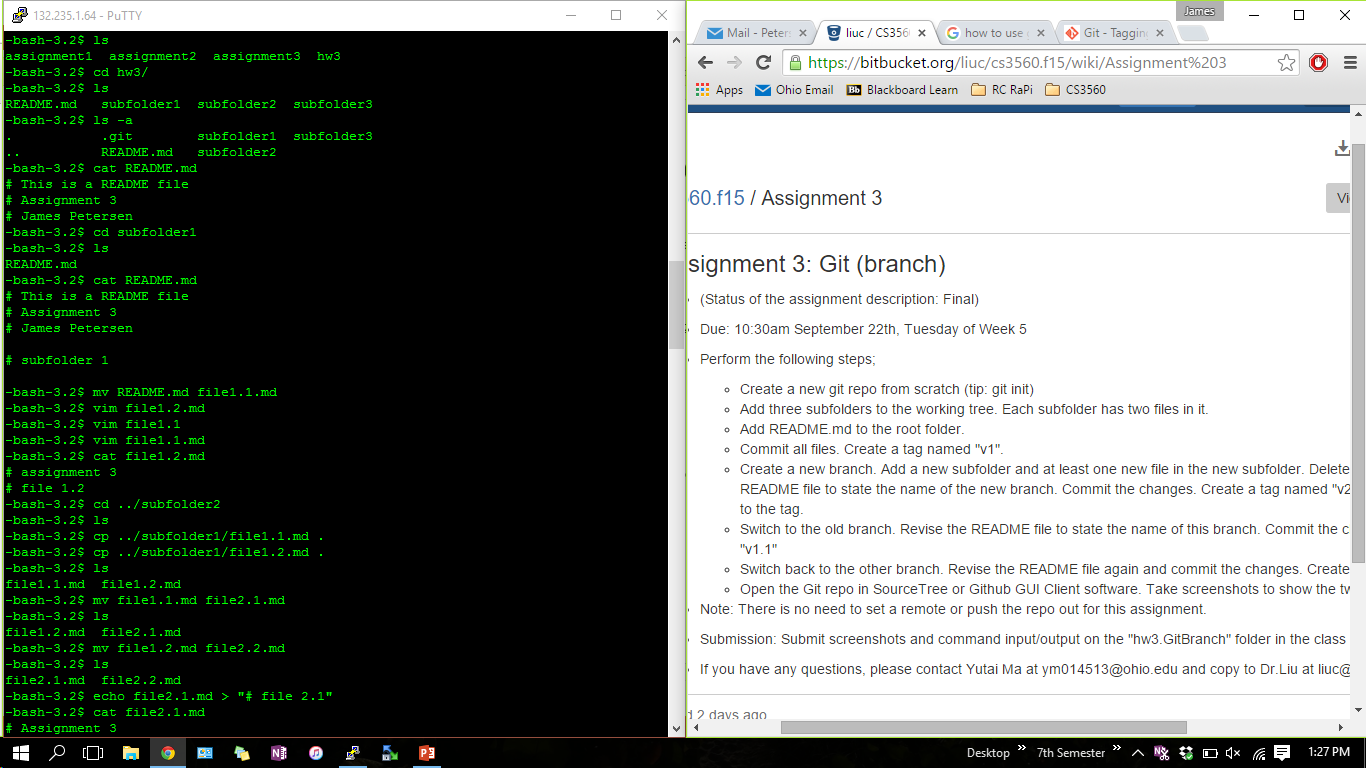 132.235.1.64 - PuTTY
-bash-3.2$ ls
assignment1 assignment2 assignment3 hw3
-bash-3.2$ cd hw3/
-bash-3.2$ ls
README.md subfolder1 subfolder2 subfolder3
-bash-3.2$ ls -a
. .git subfolder1 subfolder3
.. README.md subfolder2
-bash-3.2$ cat README.md
# This is a README file
# Assignment 3
# James Petersen
-bash-3.2$ cd subfolder1
-bash-3.2$ ls
README.md
-bash-3.2$ cat README.md
# This is a README file
# Assignment 3
# James Petersen
# subfolder 1
-bash-3.2$ mv README.md file1.1.md
-bash-3.2$ vim file1.2.md
-bash-3.2$ vim file1.1
-bash-3.2$ vim file1.1.md
-bash-3.2$ cat file1.2.md
# assignment 3
# file 1.2
-bash-3.2$ cd ../subfolder2
-bash-3.2$ ls
-bash-3.2$ cp ../subfolder1/file1.1.md .
-bash-3.2$ cp ../subfolder1/file1.2.md .
-bash-3.2$ ls
file1.1.md file1.2.md
-bash-3.2$ mv file1.1.md file2.1.md
-bash-3.2$ ls
file1.2.md file2.1.md
-bash-3.2$ mv file1.2.md file2.2.md
-bash-3.2$ ls
file2.1.md file2.2.md
-bash-3.2$ echo file2.1.md > "# file 2.1"
-bash-3.2$ cat file2.1.md
# Assignment 3
James
Mail - Peters
liuc / CS356
how to use g
Git - Tagging
https://bitbucket.org/liuc/cs3560.f15/wiki/Assignment%203
Apps Ohio Email Bb Blackboard Learn RC RaPi CS3560
60.f15 / Assignment 3
Vi
signment 3: Git (branch)
(Status of the assignment description: Final)
Due: 10:30am September 22th, Tuesday of Week 5
Perform the following steps;
Create a new git repo from scratch (tip: git init)
Add three subfolders to the working tree. Each subfolder has two files in it.
Add README.md to the root folder.
Commit all files. Create a tag named "v1".
Create a new branch. Add a new subfolder and at least one new file in the new subfolder. Delete
README file to state the name of the new branch. Commit the changes. Create a tag named "v2
to the tag.
Switch to the old branch. Revise the README file to state the name of this branch. Commit the c
"v1.1"
Switch back to the other branch. Revise the README file again and commit the changes. Create
Open the Git repo in SourceTree or Github GUI Client software. Take screenshots to show the tw
Note: There is no need to set a remote or push the repo out for this assignment.
Submission: Submit screenshots and command input/output on the "hw3.GitBranch" folder in the class
If you have any questions, please contact Yutai Ma at ym014513@ohio.edu and copy to Dr.Liu at liuc@
d 2 days ago
Desktop » 7th Semester » 1:27 PM